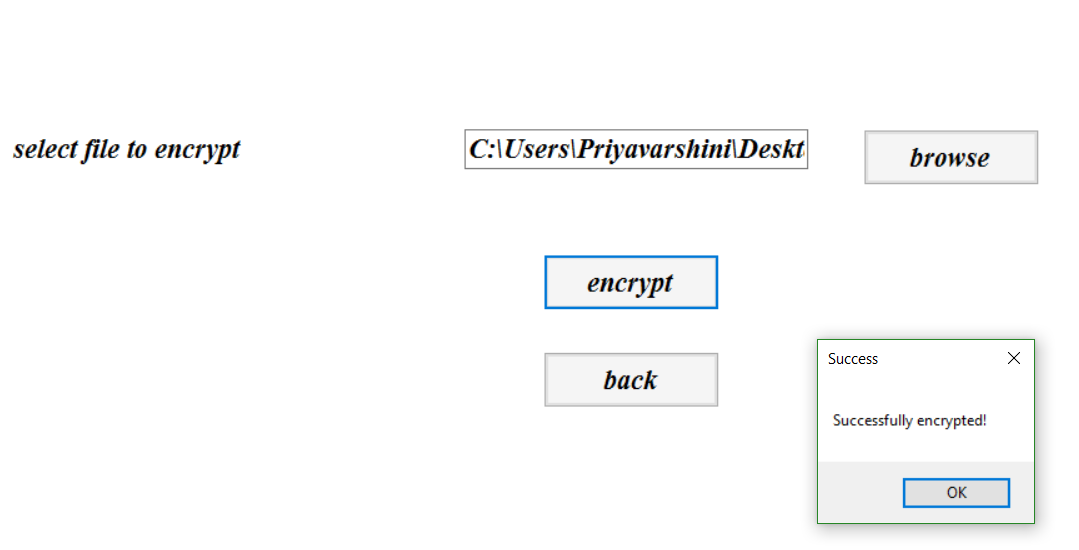 select file to encrypt
C:\Users\Priyavarshini\Deskt
browse
encrypt
back
Success
Successfully encrypted!
OK